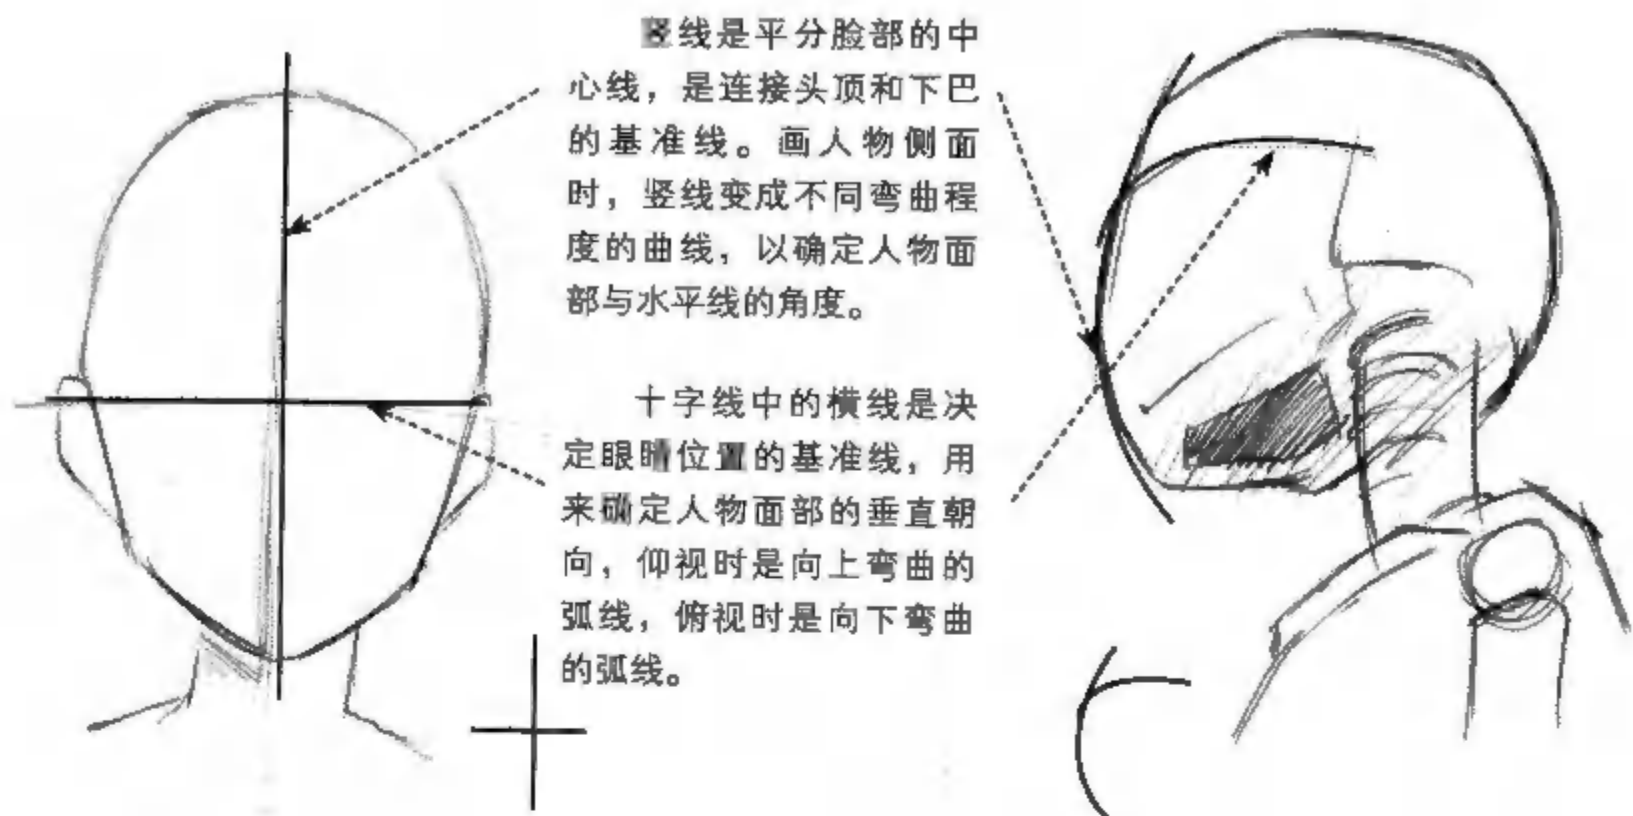 竖线是平分脸部的中
心线，是连接头顶和下巴
的基准线。画人物侧面
时，竖线变成不同弯曲程
度的曲线，以确定人物面
部与水平线的角度。
十字线中的横线是决
定眼睛位置的基准线，用
来确定人物面部的垂直朝
向，仰视时是向上弯曲的
弧线，俯视时是向下弯曲
的弧线。